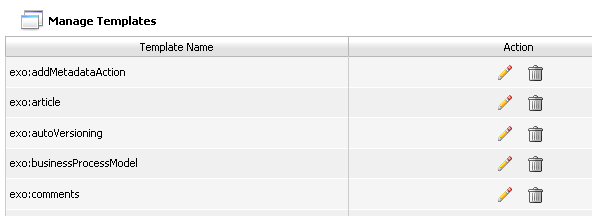 Manage Templates
Template Name Action
exo:addMetadataAction
exo:article
exo:autoVersioning
exo:businessProcessModel
exo:comments